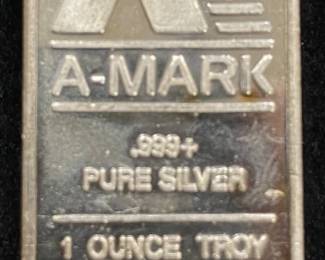 A-MARK
.999+
PURE SILVER
1 OUNCE TROY